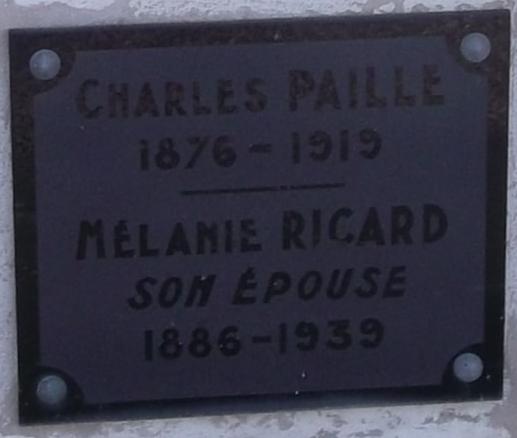 CHARLES PAILLE
1876 - 1919
MÉLANIE RICARD
SON ÉPOUSE
1886 - 1939